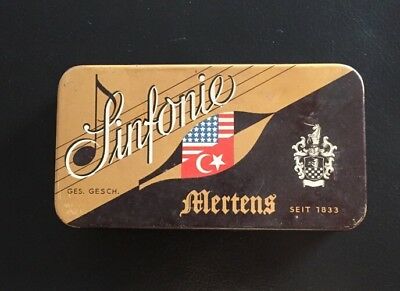 Sinfonie
GES. GESCH.
Mertens
SEIT 1833